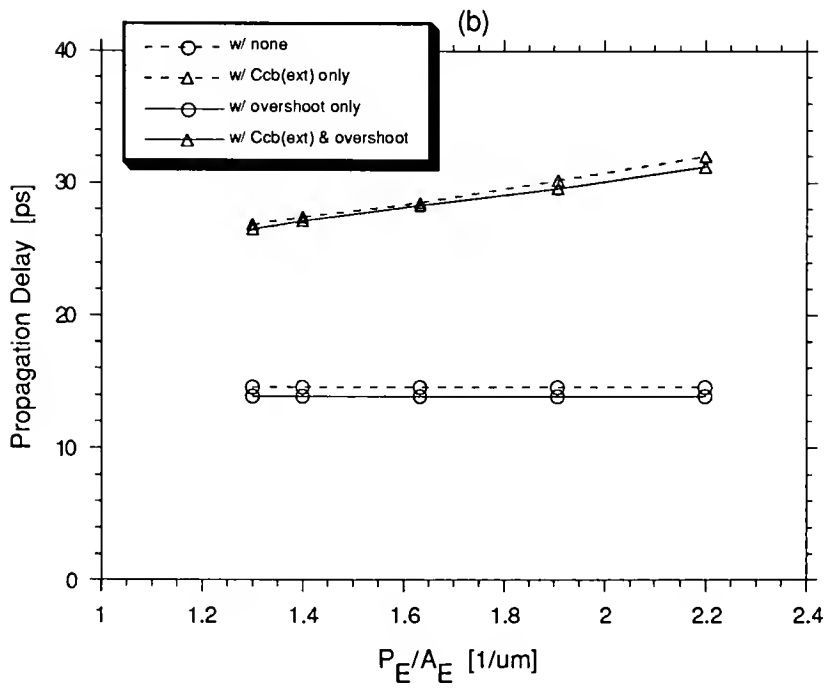 (b)
w/ none
w/ Ccb(ext) only
w/ overshoot only
w/ Ccb(ext) & overshoot
Propagation Delay [ps]
40
30
20
10
0
1
1.2
1.4
1.6
1.8
2
2.2
2.4
PE/AE [1/um]